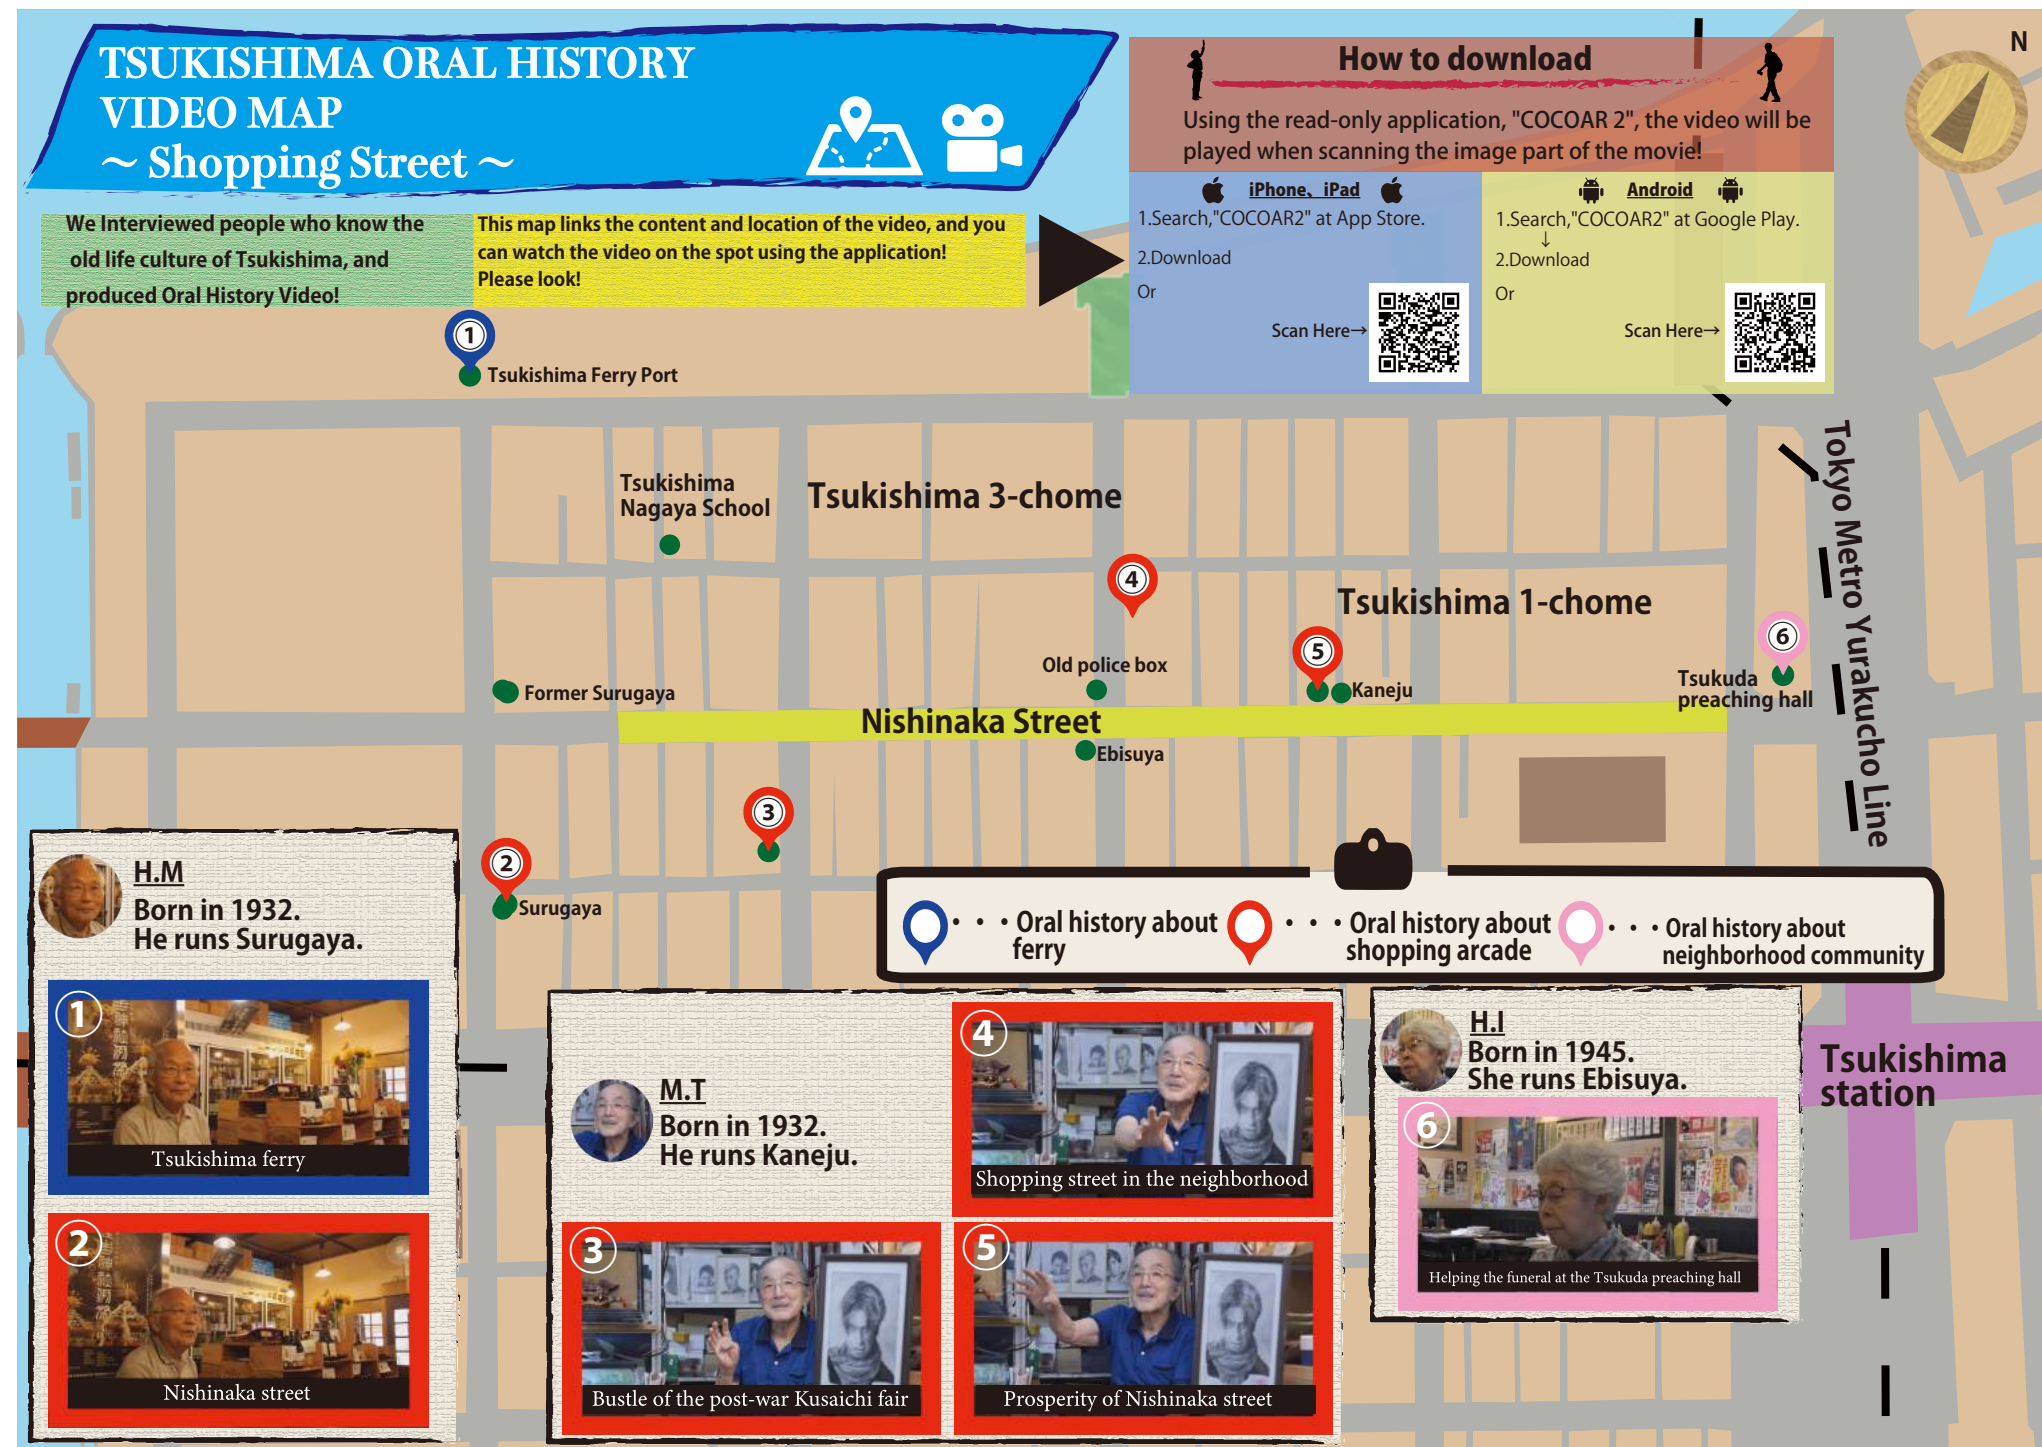 TSUKISHIMA ORAL HISTORY
VIDEO MAP
～ Shopping Street ～
We Interviewed people who know the
old life culture of Tsukishima, and
produced Oral History Video!
This map links the content and location of the video, and you
can watch the video on the spot using the application!
Please look!
How to download
Using the read-only application, "COCOAR 2", the video will be
played when scanning the image part of the movie!
iPhone、iPad
1.Search,"COCOAR2" at App Store.
2.Download
Or
Scan Here→
Android
1.Search,"COCOAR2" at Google Play.
↓
2.Download
Or
Scan Here→
N
1
Tsukishima Ferry Port
Tsukishima
Nagaya School
Tsukishima 3-chome
4
Tsukishima 1-chome
Tokyo Metro Yurakucho Line
5
6
Old police box
Former Surugaya
Kaneju
Tsukuda
preaching hall
Nishinaka Street
Ebisuya
3
2
Surugaya
・・・Oral history about
ferry
・・・Oral history about
shopping arcade
・・・Oral history about
neighborhood community
H.M
Born in 1932.
He runs Surugaya.
1
Tsukishima ferry
2
Nishinaka street
M.T
Born in 1932.
He runs Kaneju.
4
Shopping street in the neighborhood
3
Bustle of the post-war Kusaichi fair
5
Prosperity of Nishinaka street
H.I
Born in 1945.
She runs Ebisuya.
6
Helping the funeral at the Tsukuda preaching hall
Tsukishima
station